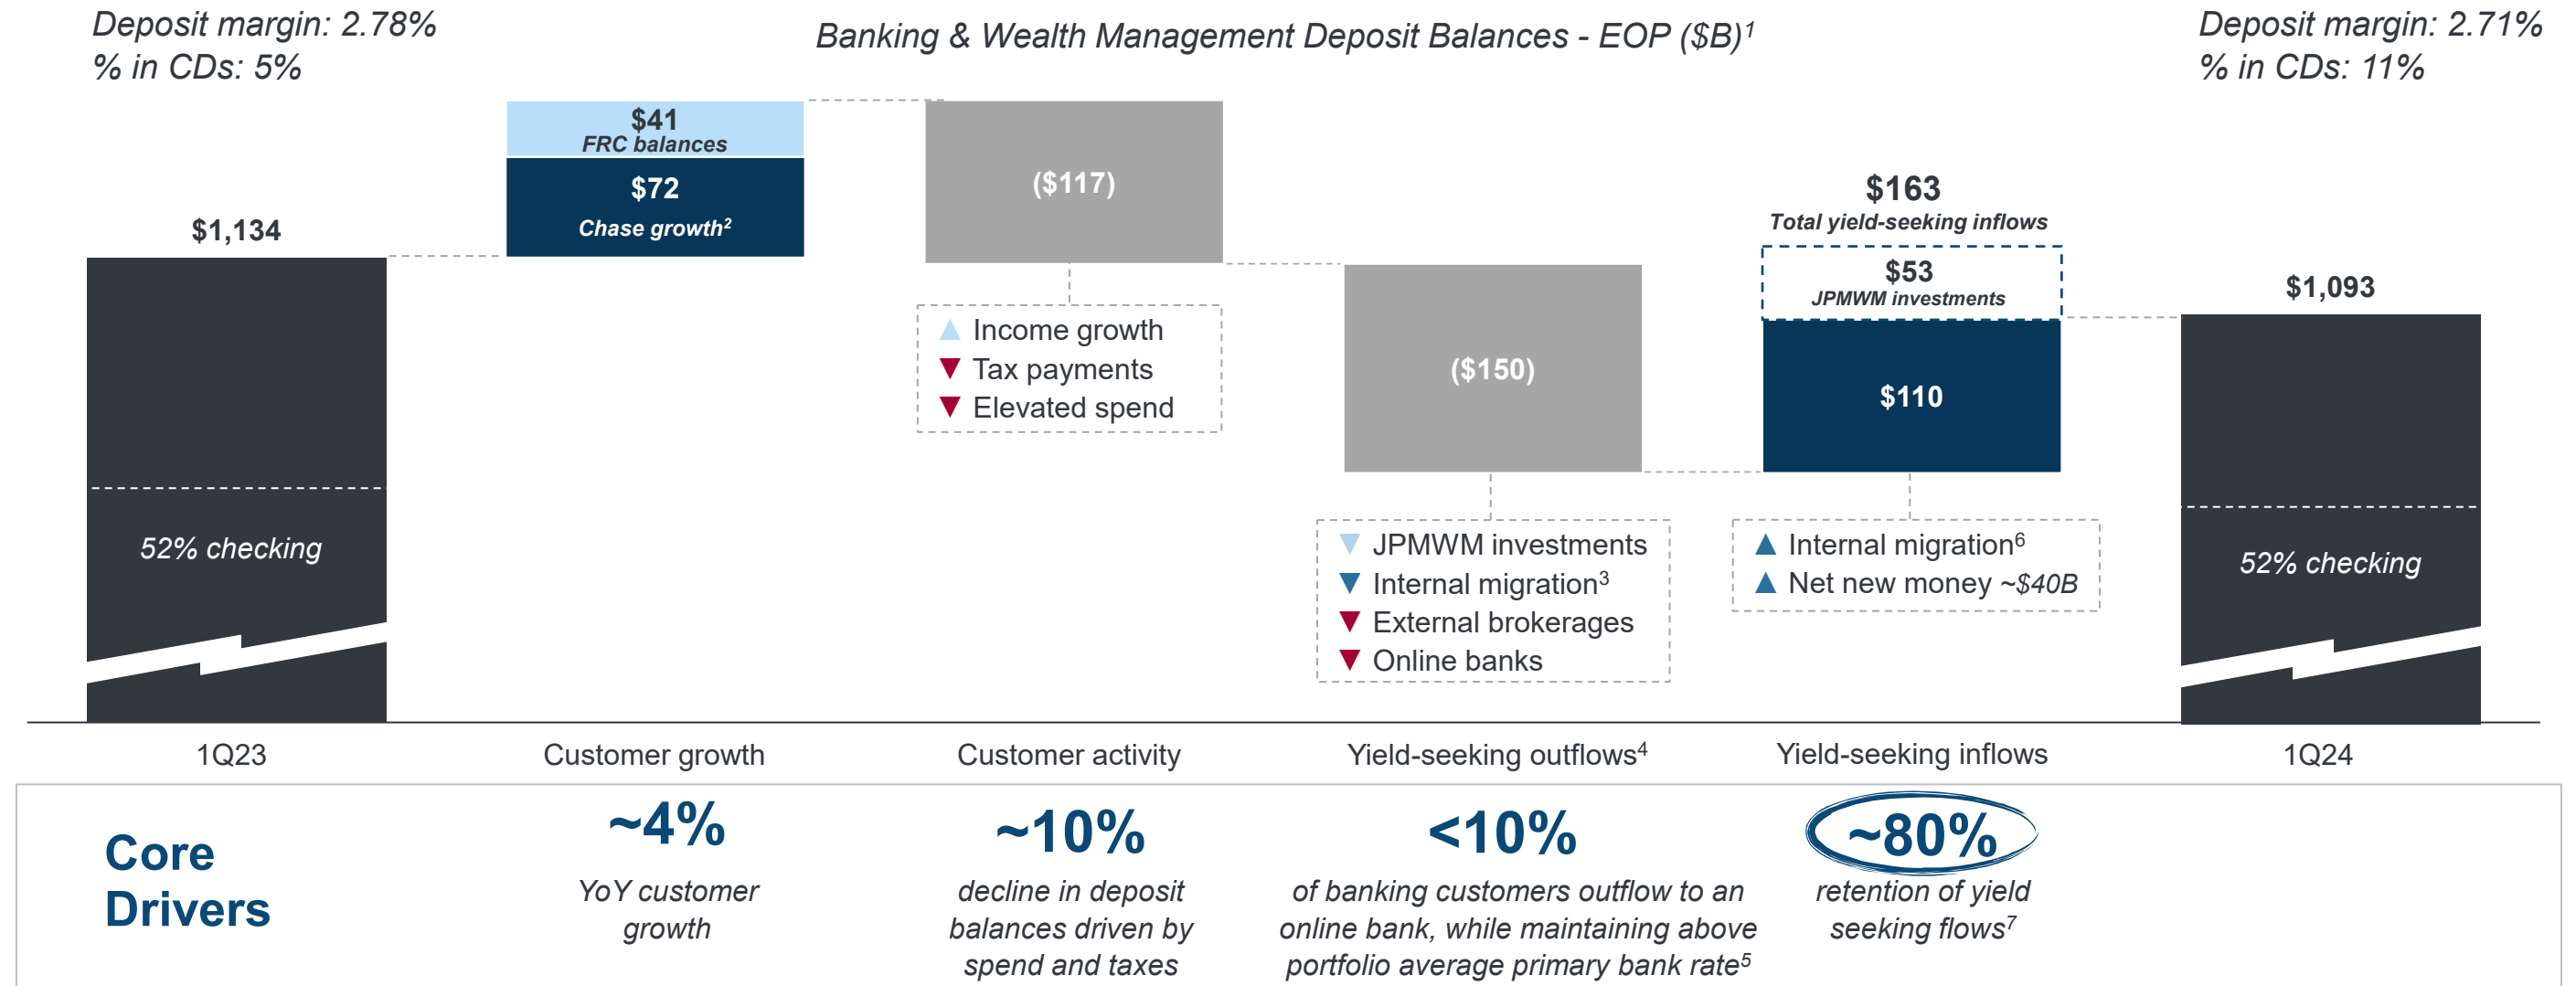 Deposit margin: 2.78%
% in CDs: 5%
Banking & Wealth Management Deposit Balances - EOP ($B)¹
Deposit margin: 2.71%
% in CDs: 11%
$1,134
52% checking
$41
FRC balances
$72
Chase growth²
($117)
Income growth
Tax payments
Elevated spend
($150)
JPMWM investments
Internal migration³
External brokerages
Online banks
$163
Total yield-seeking inflows
$53
JPMWM investments
$110
Internal migration⁶
Net new money ~$40B
$1,093
52% checking
1Q23
Customer growth
Customer activity
Yield-seeking outflows⁴
Yield-seeking inflows
1Q24
Core
Drivers
~4%
YoY customer
growth
~10%
decline in deposit
balances driven by
spend and taxes
<10%
of banking customers outflow to an
online bank, while maintaining above
portfolio average primary bank rate⁵
~80%
retention of yield
seeking flows⁷